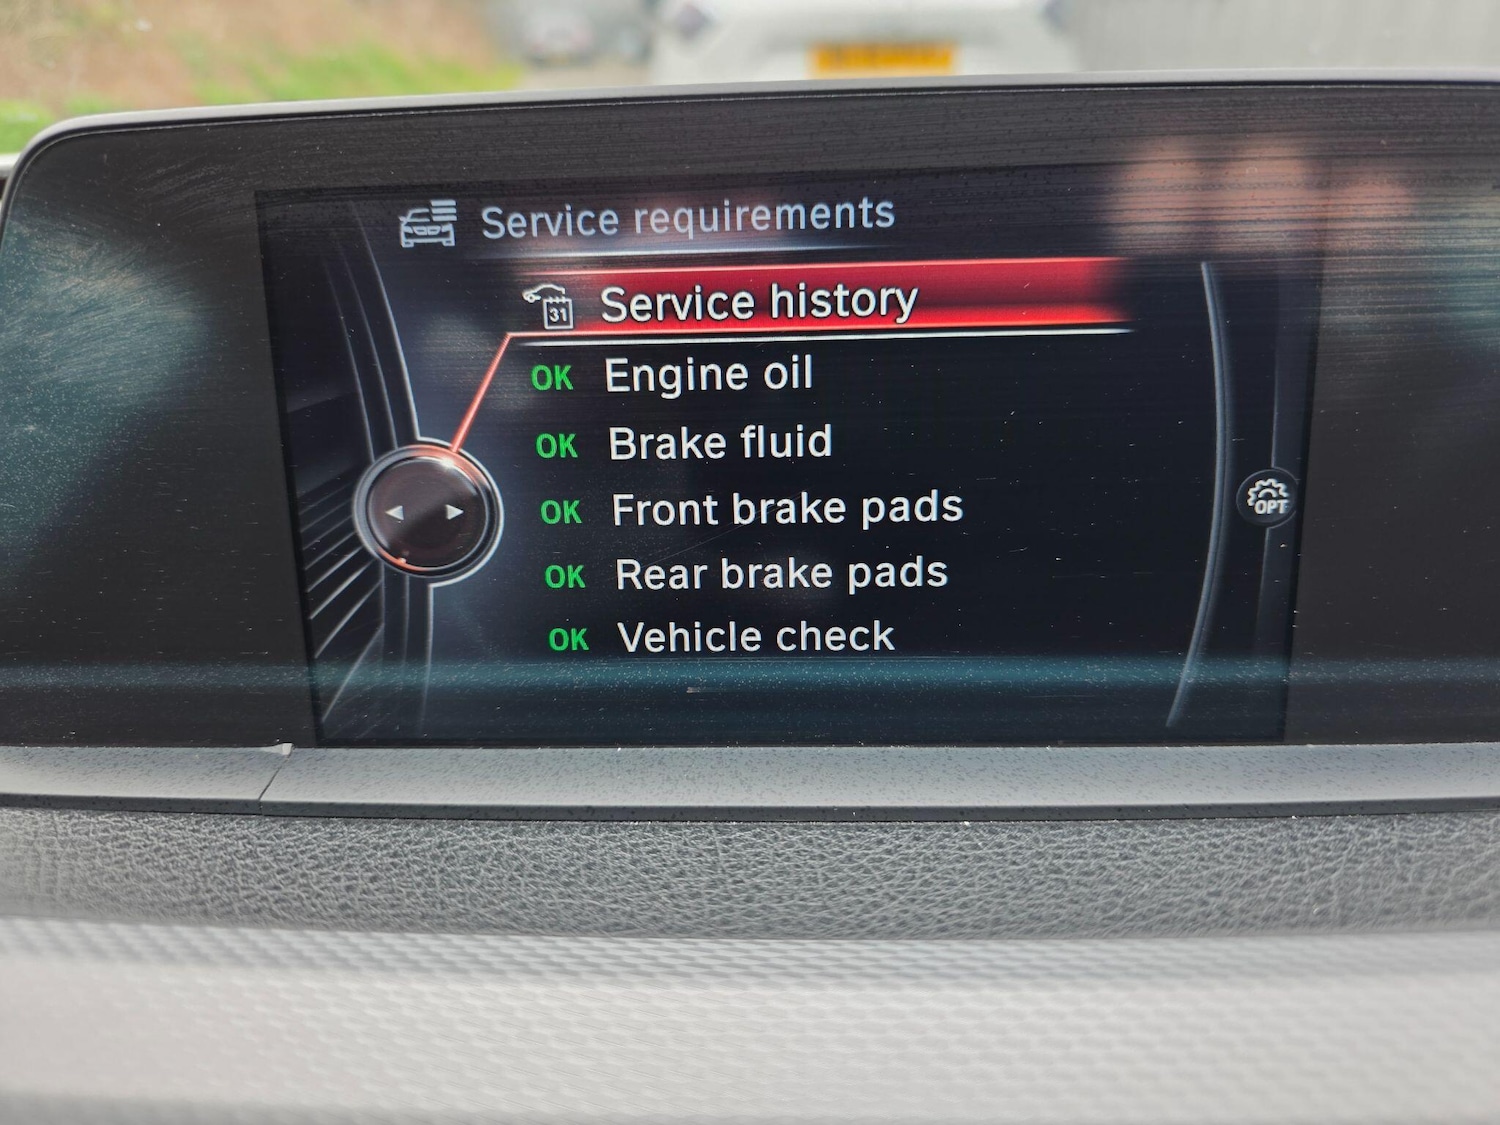 Service requirements
31 Service history
OK Engine oil
OK Brake fluid
OK Front brake pads
OK Rear brake pads
OK Vehicle check
OPT